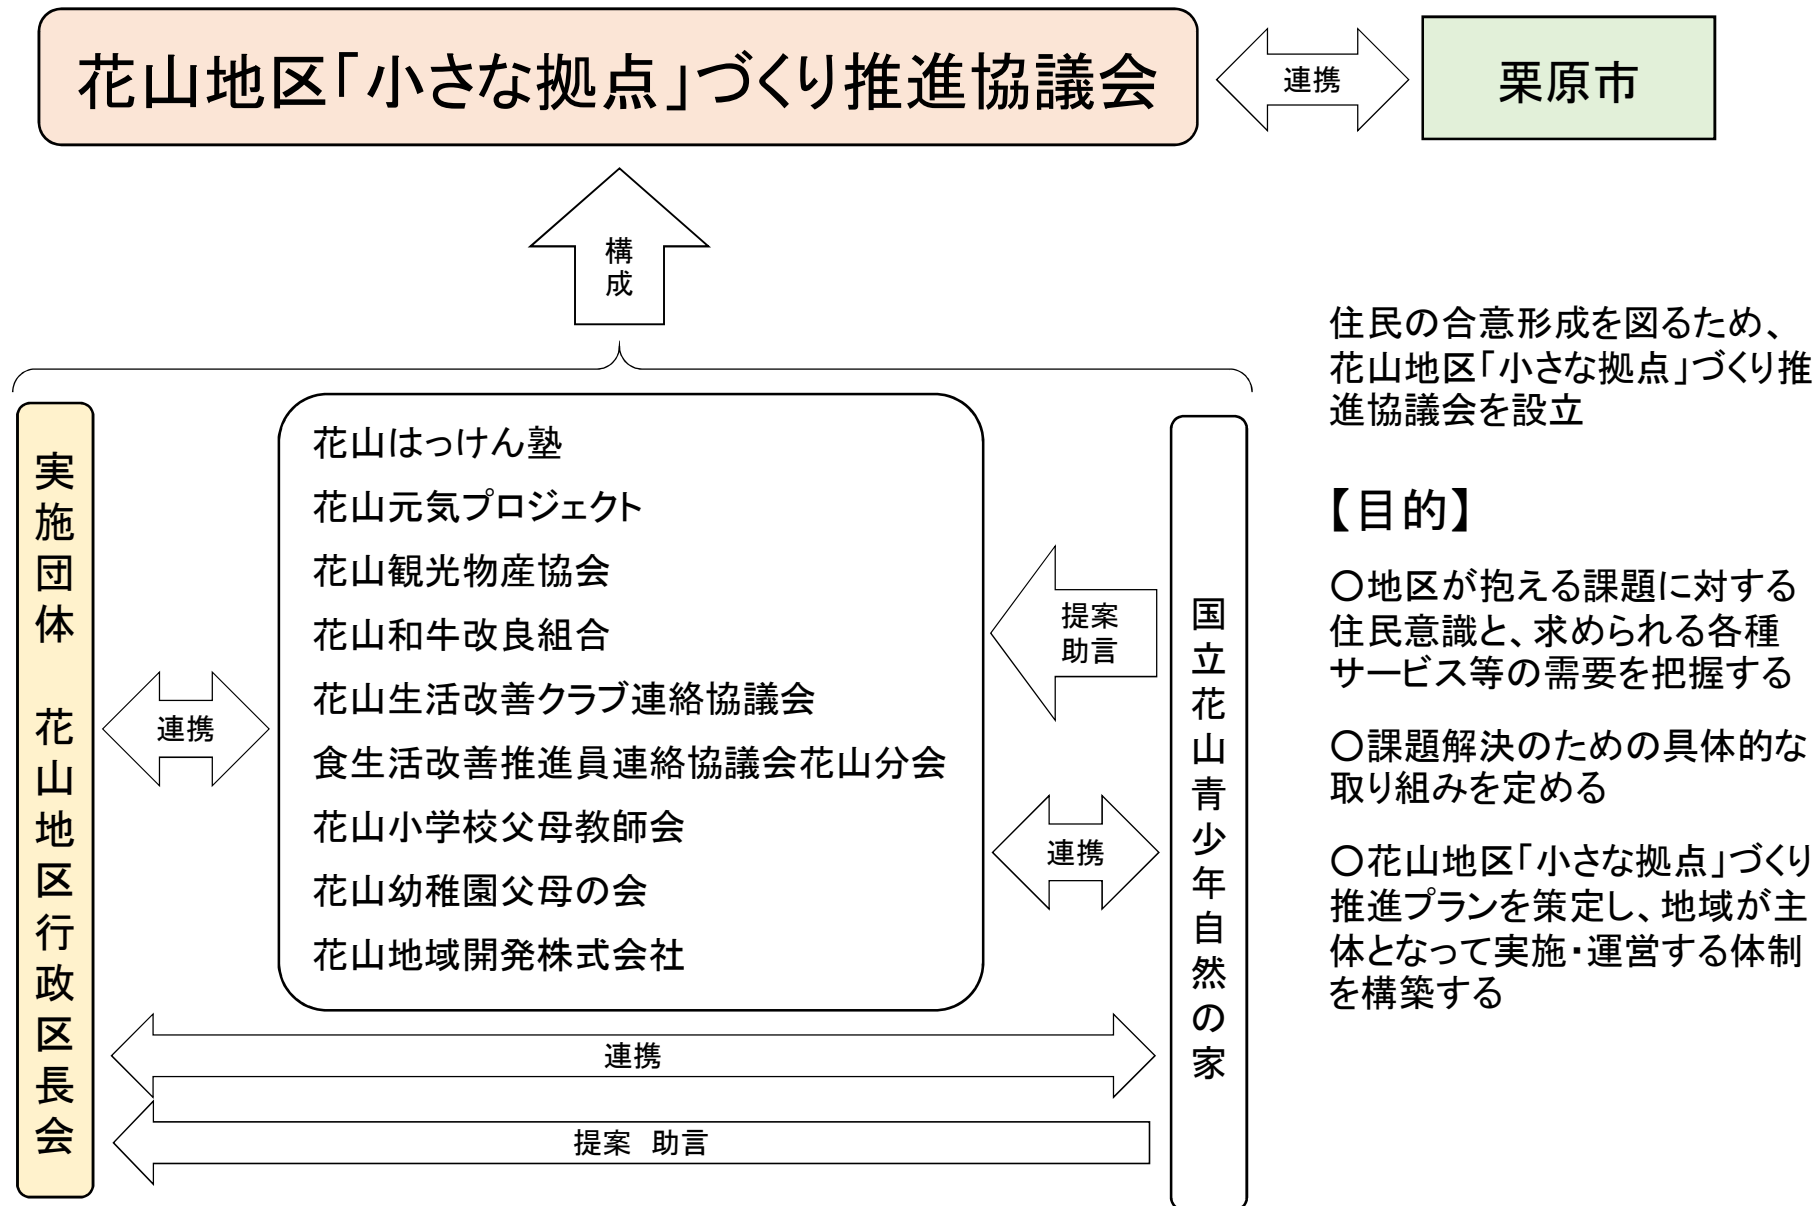 花山地区「小さな拠点」づくり推進協議会
連携
栗原市
構成
実施団体　花山地区行政区長会
連携
花山はっけん塾
花山元気プロジェクト
花山観光物産協会
花山和牛改良組合
花山生活改善クラブ連絡協議会
食生活改善推進員連絡協議会花山分会
花山小学校父母教師会
花山幼稚園父母の会
花山地域開発株式会社
提案
助言
連携
国立花山青少年自然の家
連携
提案　助言
住民の合意形成を図るため、
花山地区「小さな拠点」づくり推
進協議会を設立
【目的】
〇地区が抱える課題に対する
住民意識と、求められる各種
サービス等の需要を把握する
〇課題解決のための具体的な
取り組みを定める
〇花山地区「小さな拠点」づくり
推進プランを策定し、地域が主
体となって実施・運営する体制
を構築する